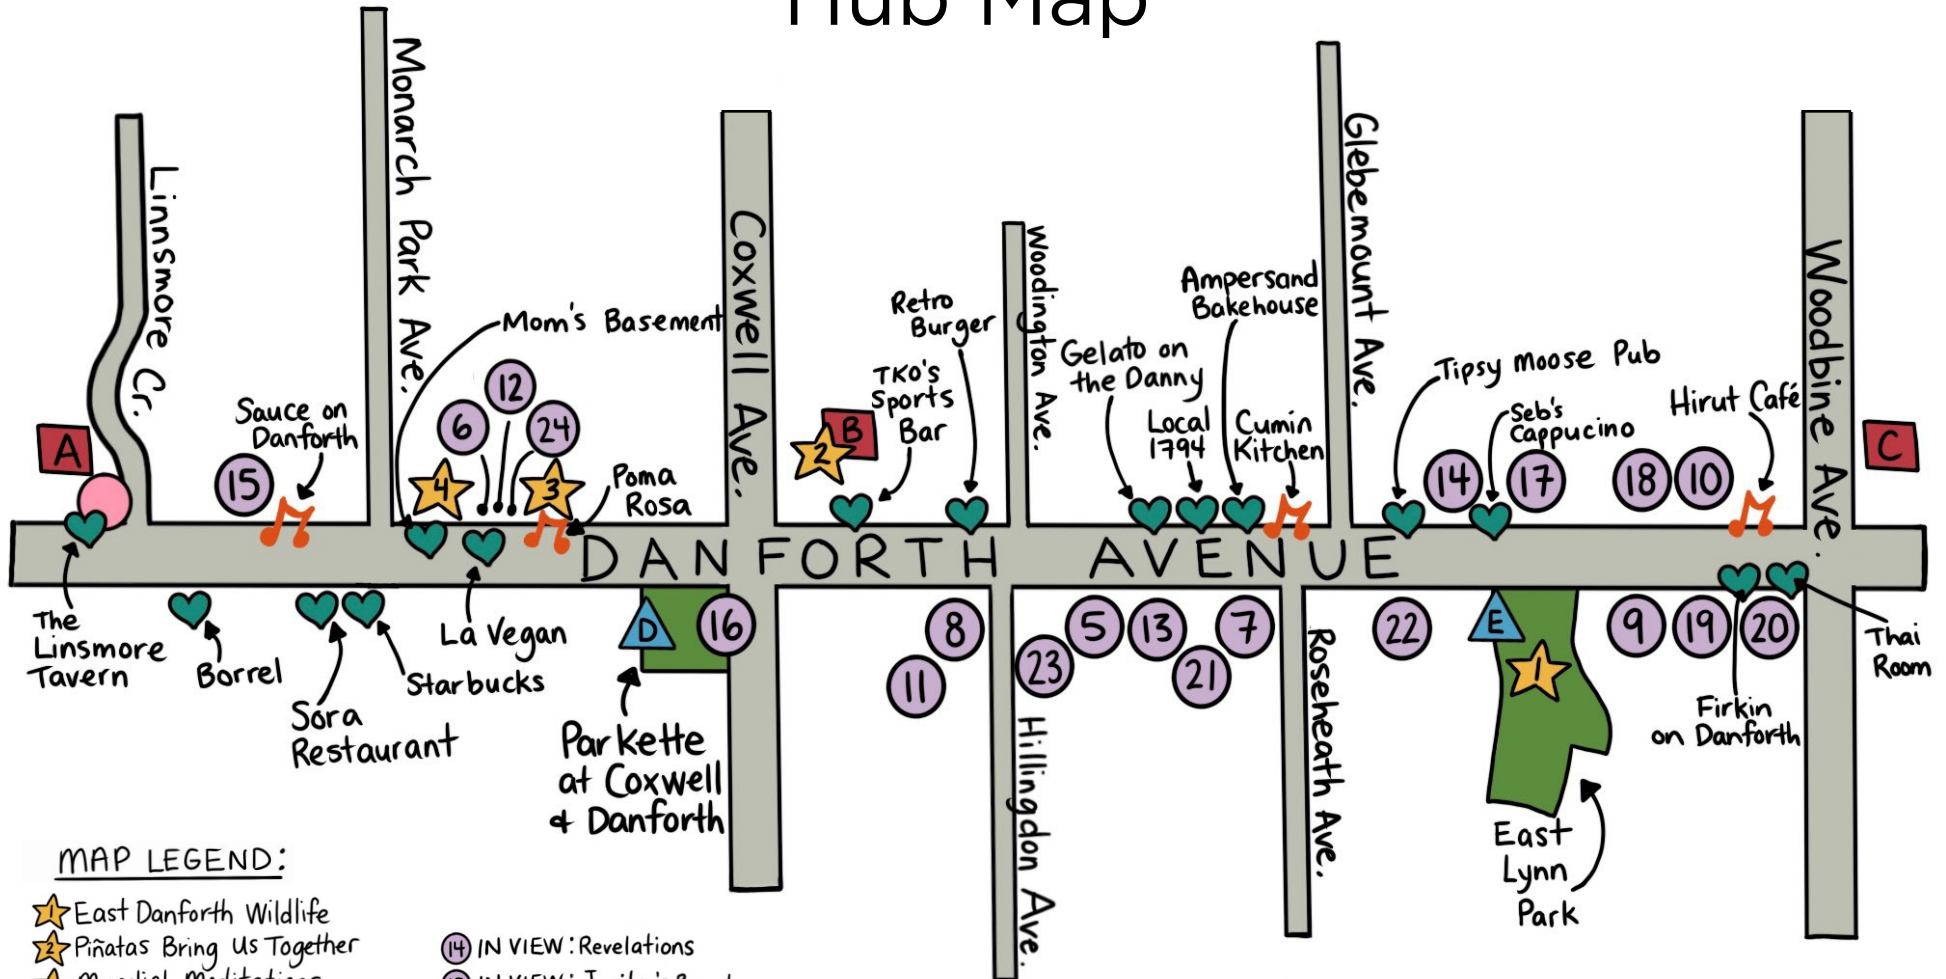 Hub Map
Linnsmore Cr.
Monarch Park Ave.
Coxwell Ave.
Woodington Ave.
Glebemount Ave.
Woodbine Ave.
A
15
Sauce on
Danforth
Mom's Basement
12
6
24
4
3
Poma
Rosa
2
B
TKO's
Sports
Bar
Retro
Burger
Gelato on
the Danny
Local
1794
Ampersand
Bakehouse
Cumin
Kitchen
Tipsy Moose Pub
14
Seb's
Cappucino
17
18
10
Hirut Café
C
DANFORTH AVENUE
The
Linsmore
Tavern
Borrel
Sora
Restaurant
Starbucks
La Vegan
D
16
Parkette
at Coxwell
& Danforth
8
11
Hillingdon Ave.
23
5
13
21
7
Roseheath Ave.
22
E
1
East
Lynn
Park
9
19
20
Firkin
on Danforth
Thai
Room
MAP LEGEND:
1 East Danforth Wildlife
2 Piñatas Bring Us Together
14 IN VIEW: Revelations